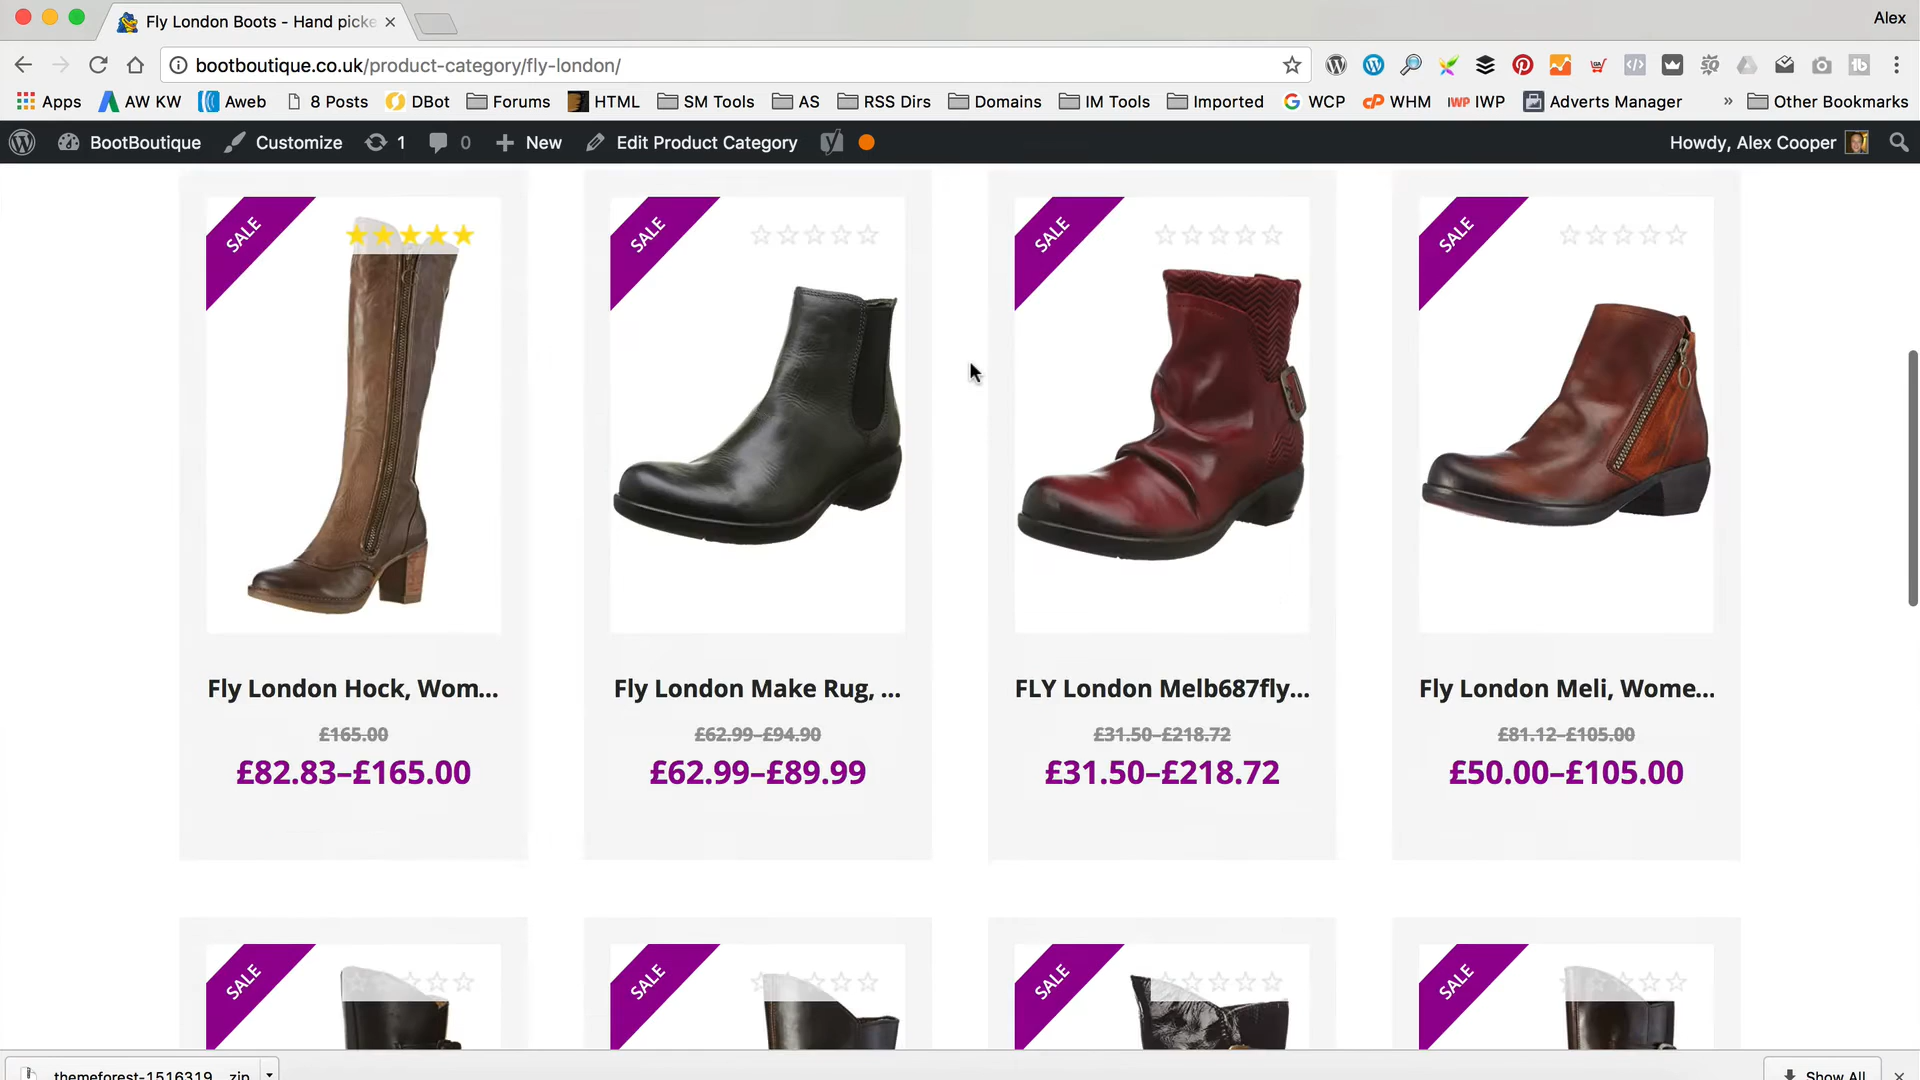 Fly London Boots - Hand picke
Alex
bootboutique.co.uk/product-category/fly-london/
Apps AW KW Aweb 8 Posts DBot Forums HTML SM Tools AS RSS Dirs Domains IM Tools Imported WCP WHM IWP IWP Adverts Manager » Other Bookmarks
BootBoutique Customize 1 0 New Edit Product Category Howdy, Alex Cooper
SALE SALE SALE SALE
Fly London Hock, Wom... Fly London Make Rug, ... FLY London Melb687fly... Fly London Meli, Wome...
£165.00 £62.99–£94.90 £31.50–£218.72 £81.12–£105.00
£82.83–£165.00 £62.99–£89.99 £31.50–£218.72 £50.00–£105.00
SALE SALE SALE SALE
themeforest-1516319....zip Show All